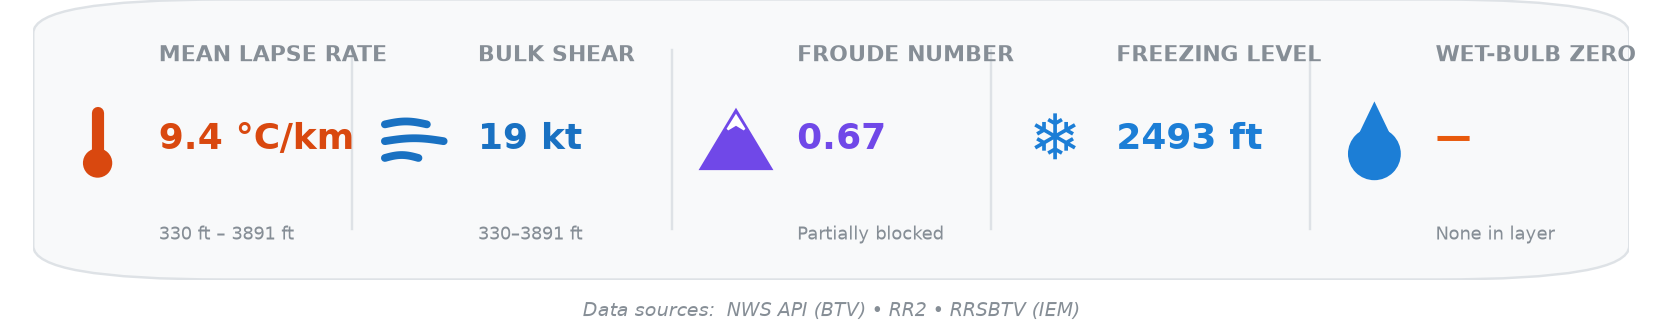 MEAN LAPSE RATE
9.4 °C/km
330 ft – 3891 ft
BULK SHEAR
19 kt
330–3891 ft
FROUDE NUMBER
0.67
Partially blocked
FREEZING LEVEL
2493 ft
WET-BULB ZERO
—
None in layer
Data sources:  NWS API (BTV) • RR2 • RRSBTV (IEM)